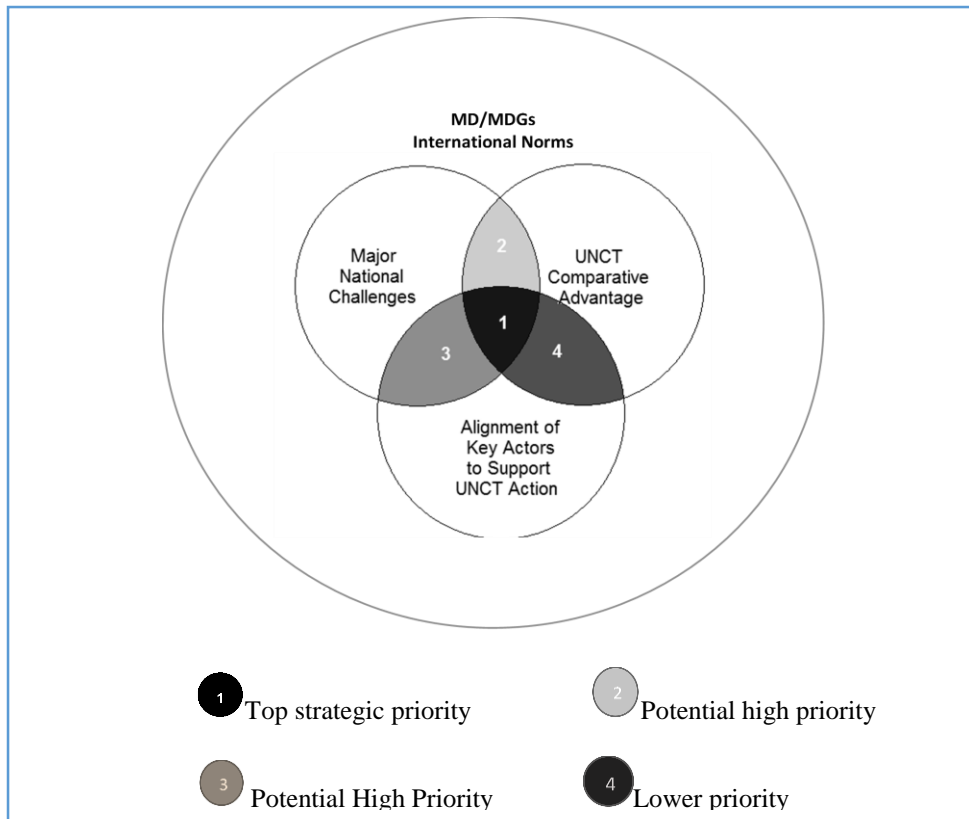 MD/MDGs
International Norms
2
Major
National
Challenges
UNCT
Comparative
Advantage
1
3
4
Alignment of
Key Actors
to Support
UNCT Action
1 Top strategic priority
2 Potential high priority
3 Potential High Priority
4 Lower priority